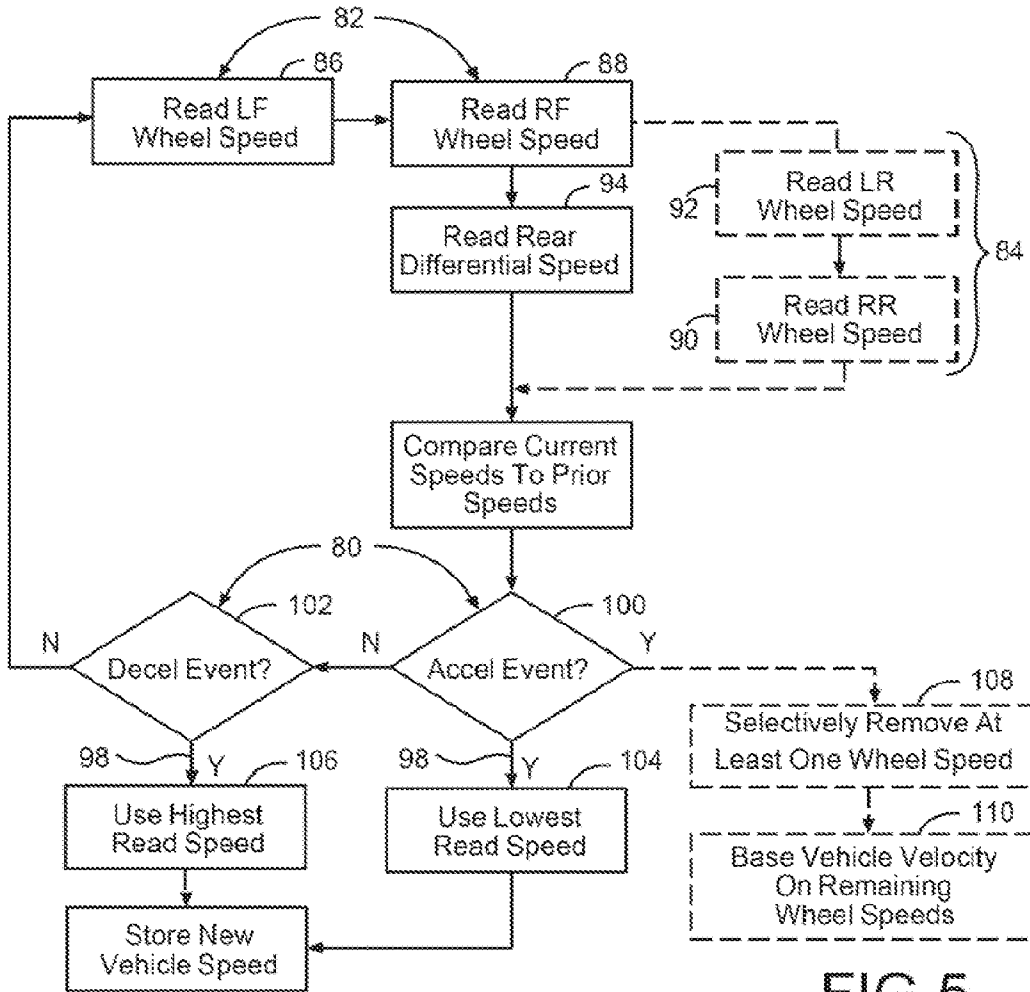 82
86
88
Read LF
Wheel Speed
Read RF
Wheel Speed
94
Read Rear
Differential Speed
92
Read LR
Wheel Speed
84
90
Read RR
Wheel Speed
Compare Current
Speeds To Prior
Speeds
80
102
100
N
Decel Event?
N
Accel Event?
Y
98
Y
106
98
Y
104
108
Selectively Remove At
Least One Wheel Speed
Use Highest
Read Speed
Use Lowest
Read Speed
110
Base Vehicle Velocity
On Remaining
Wheel Speeds
Store New
Vehicle Speed
FIG 5